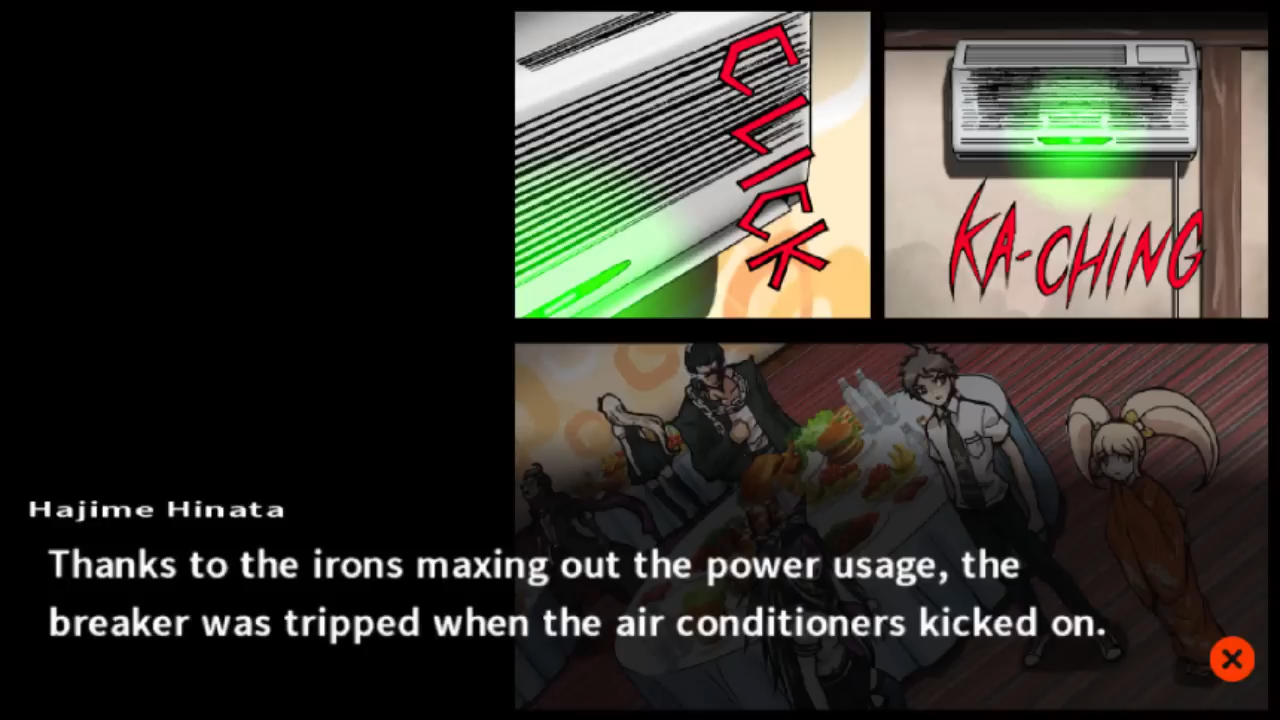 CLICK
KA-CHING
Hajime Hinata
Thanks to the irons maxing out the power usage, the
breaker was tripped when the air conditioners kicked on.